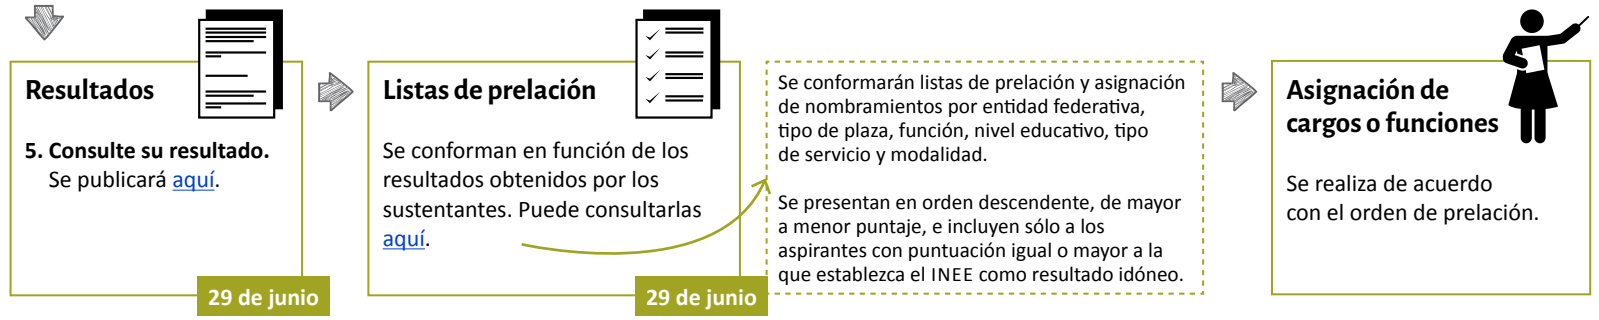 Resultados
5. Consulte su resultado.
Se publicará aquí.
29 de junio
Listas de prelación
Se conforman en función de los
resultados obtenidos por los
sustentantes. Puede consultarlas
aquí.
29 de junio
Se conformarán listas de prelación y asignación
de nombramientos por entidad federativa,
tipo de plaza, función, nivel educativo, tipo
de servicio y modalidad.
Se presentan en orden descendente, de mayor
a menor puntaje, e incluyen sólo a los
aspirantes con puntuación igual o mayor a la
que establezca el INEE como resultado idóneo.
Asignación de
cargos o funciones
Se realiza de acuerdo
con el orden de prelación.